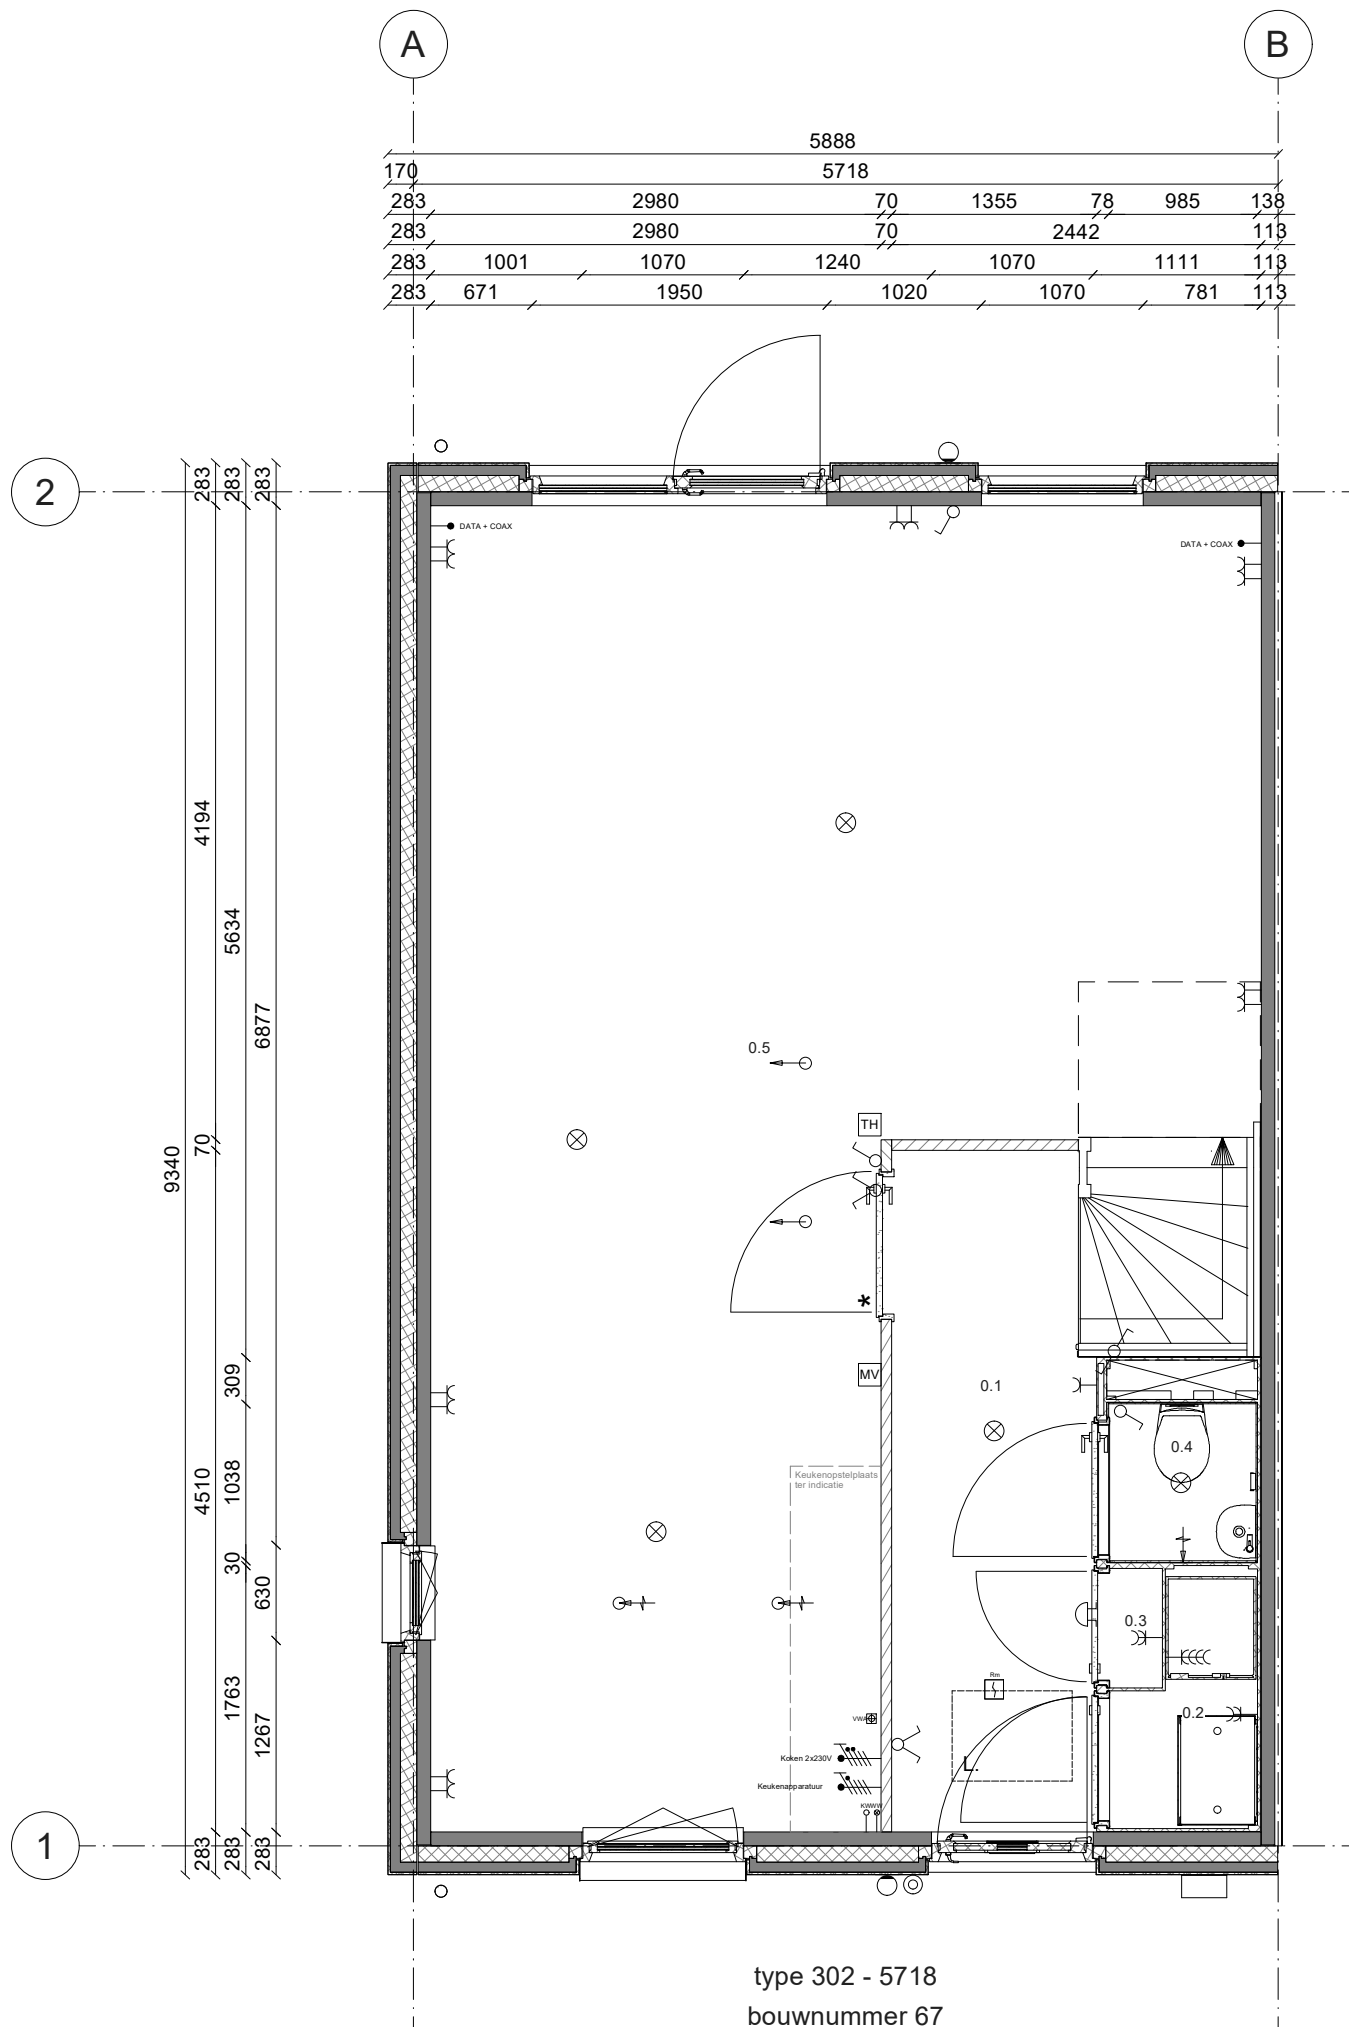 A B
5888
170 5718
283 2980 70 1355 78 985 138
283 2980 70 2442 113
283 1001 1070 1240 1070 1111 113
283 671 1950 1020 1070 781 113
2
283 283 283
DATA + COAX
DATA + COAX
4194
5634
6877
0.5
TH
70
9340
309
MV
0.1
0.4
Keukenopstelplaats
ter indicatie
4510
1038
30
630
0.3
Rm
1763
1267
0.2
VWA
Koken 2x230V
L.
Keukenapparatuur
KW WW
1
283 283 283
type 302 - 5718
bouwnummer 67